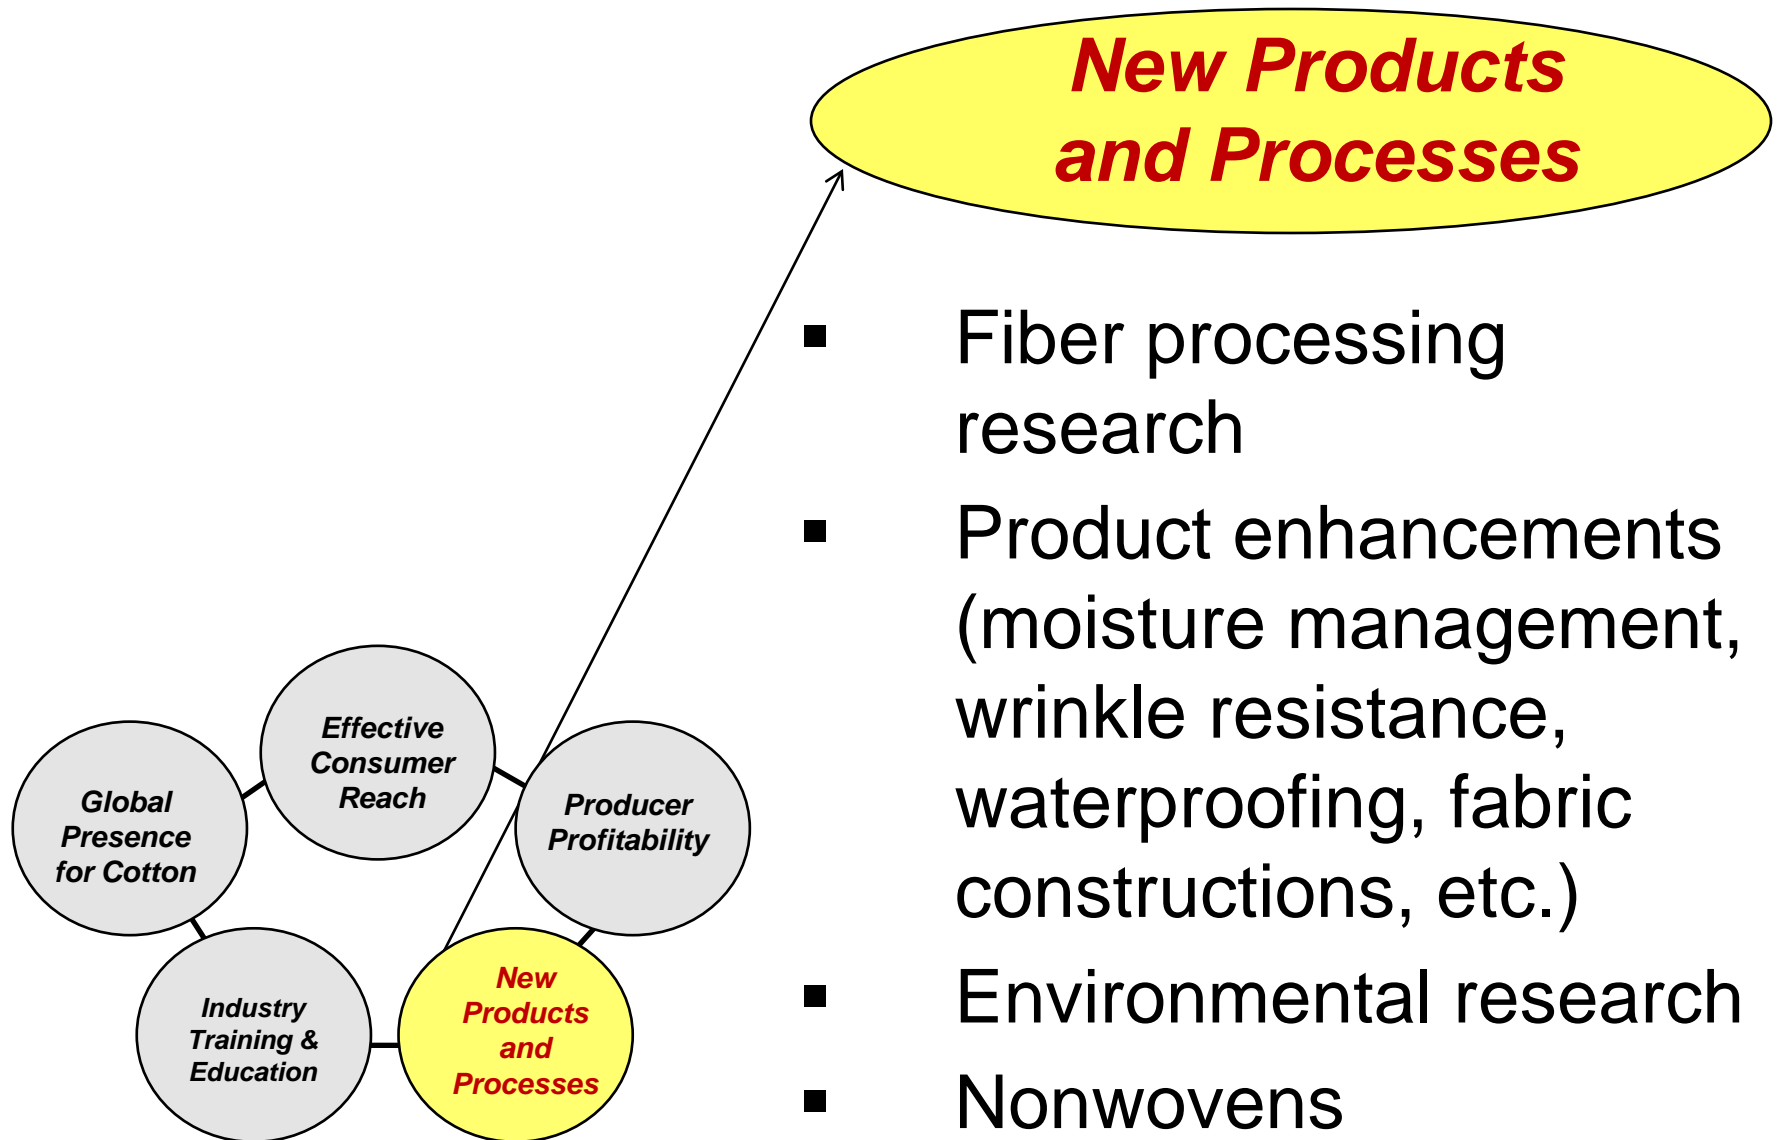 New Products
and Processes
▪ Fiber processing
research
▪ Product enhancements
(moisture management,
wrinkle resistance,
waterproofing, fabric
constructions, etc.)
▪ Environmental research
▪ Nonwovens
Effective
Consumer
Reach
Global
Presence
for Cotton
Producer
Profitability
Industry
Training &
Education
New
Products
and
Processes